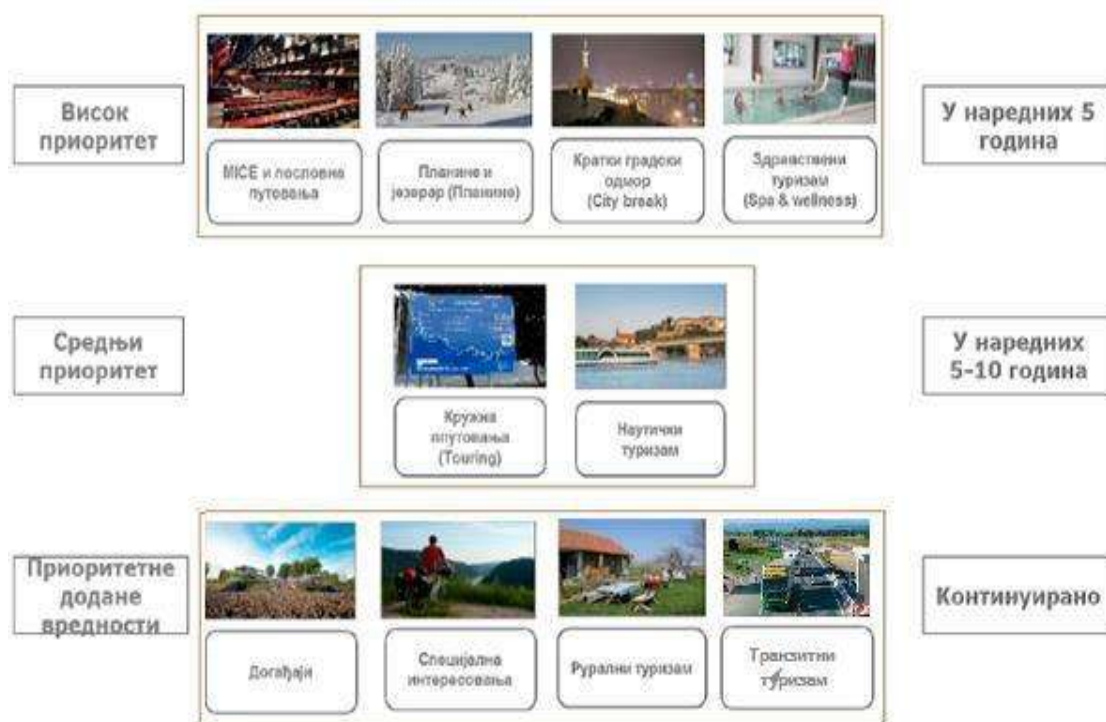 Висок
приоритет
MICE и пословна
путовања
Планине и
језерар (Планине)
Кратки градски
одмор
(City break)
Здравствени
туризам
(Spa & wellness)
У наредних 5
година
Средњи
приоритет
Кружна
ппутовања
(Touring)
Наутички
туризам
У наредних
5-10 година
Приоритетне
додане
вредности
Догађаји
Специјална
интересовања
Рурални туризам
Транзитни
туризам
Континуирано